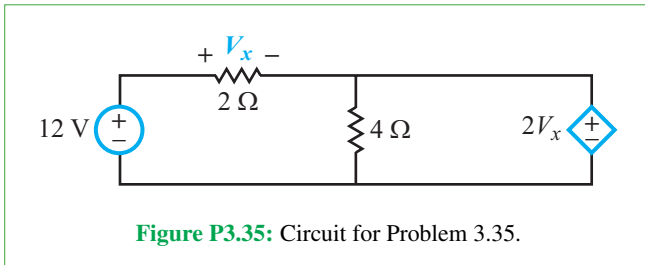 + Vx −
2 Ω
12 V
+
−
4 Ω
2Vx
+
−
Figure P3.35: Circuit for Problem 3.35.